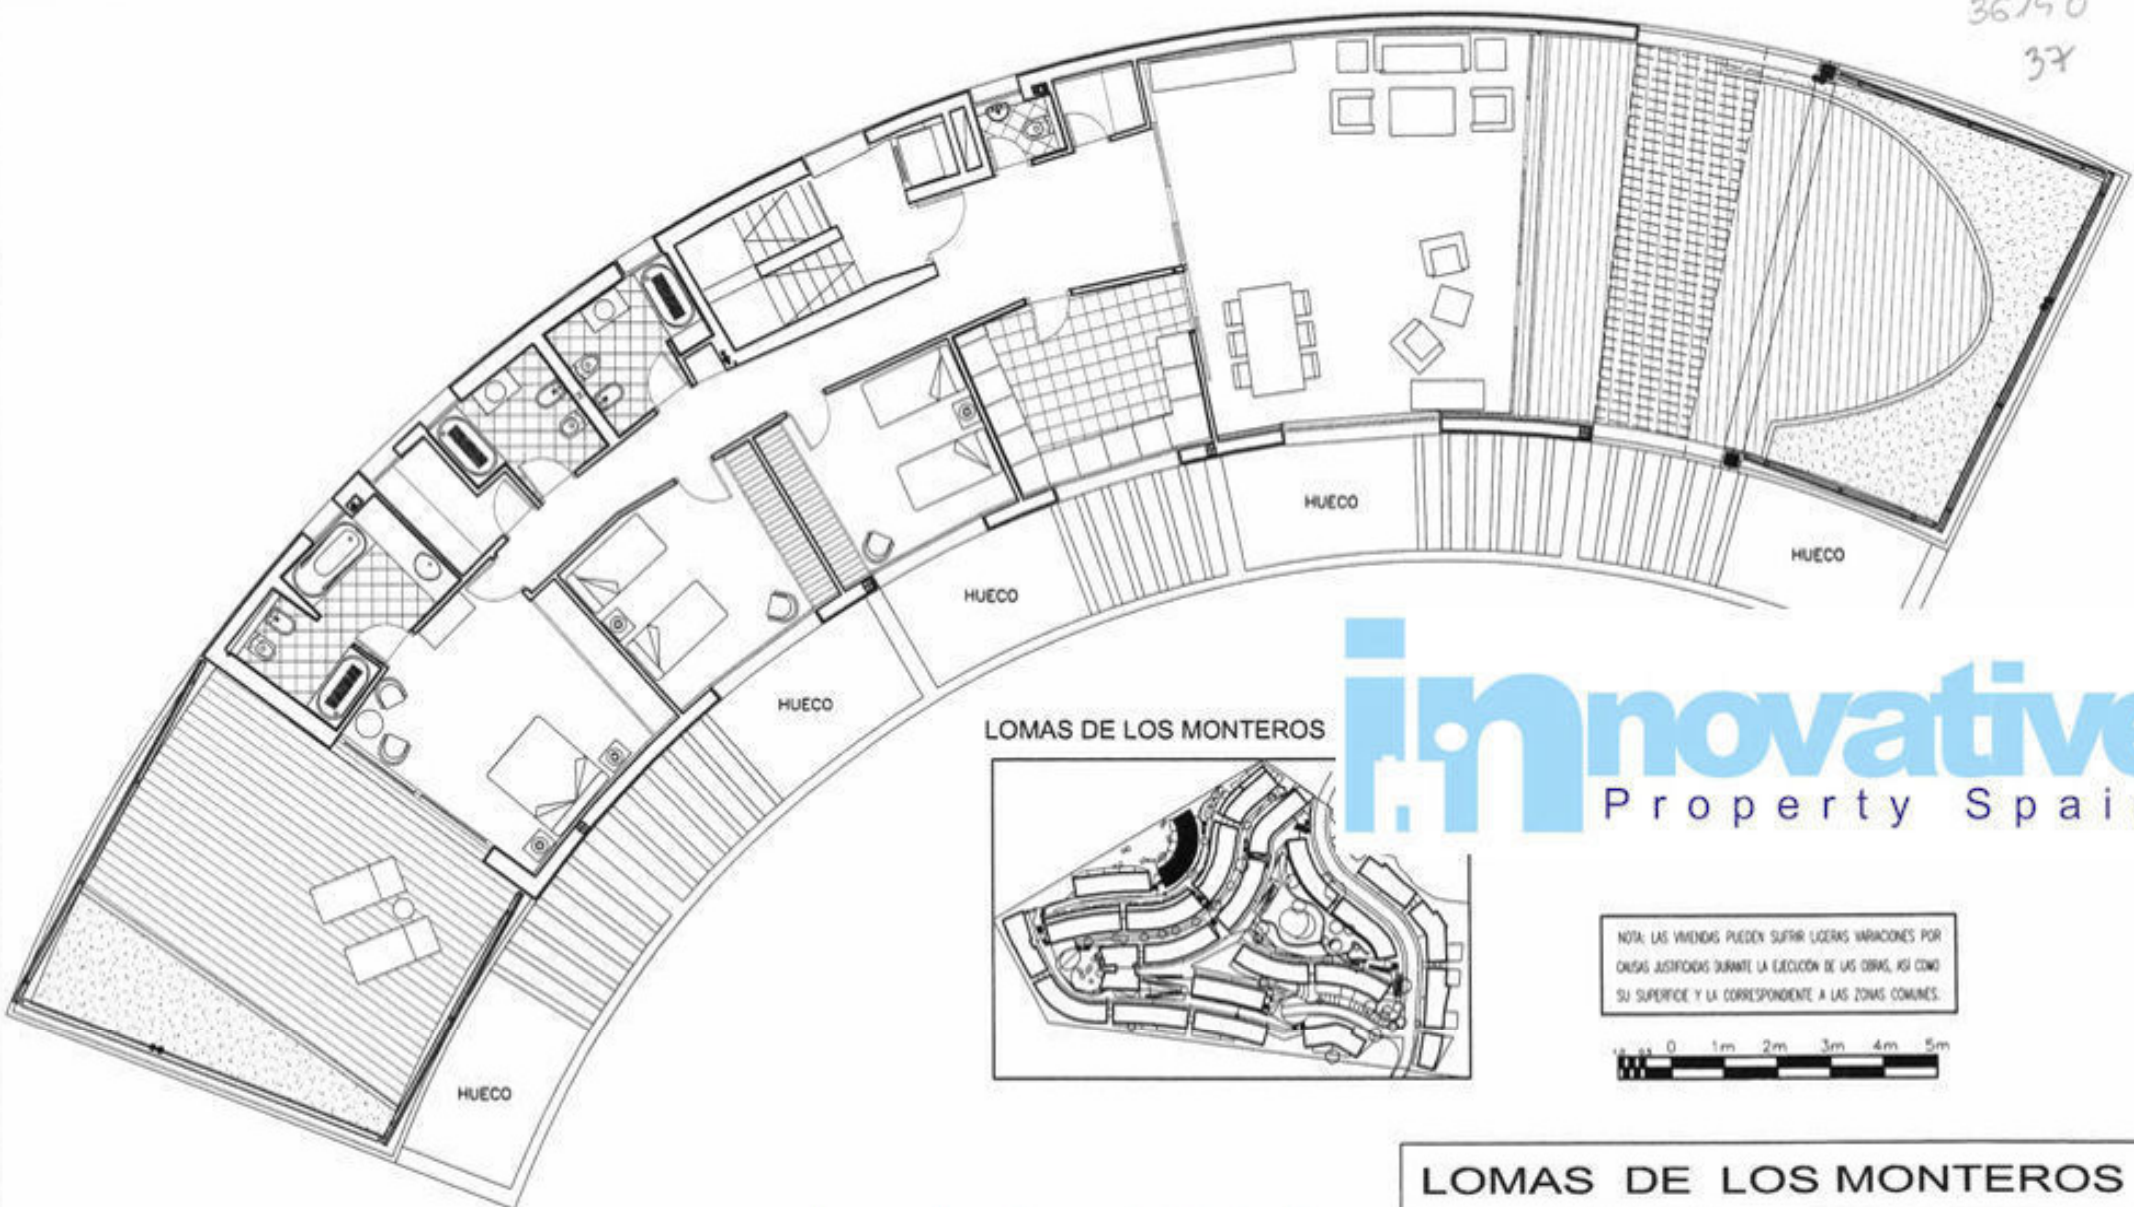 37
HUECO
HUECO
HUECO
HUECO
HUECO
LOMAS DE LOS MONTEROS
innovative
Property Spai
NOTA: LAS VIVIENDAS PUEDEN SUFRIR LIGERAS VARIACIONES POR
CAUSAS JUSTIFICADAS DURANTE LA EJECUCIÓN DE LAS OBRAS, ASÍ COMO
SU SUPERFICIE Y LA CORRESPONDIENTE A LAS ZONAS COMUNES.
0 1m 2m 3m 4m 5m
LOMAS DE LOS MONTEROS